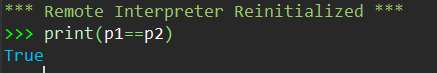 *** Remote Interpreter Reinitialized ***
>>> print(p1==p2)
True